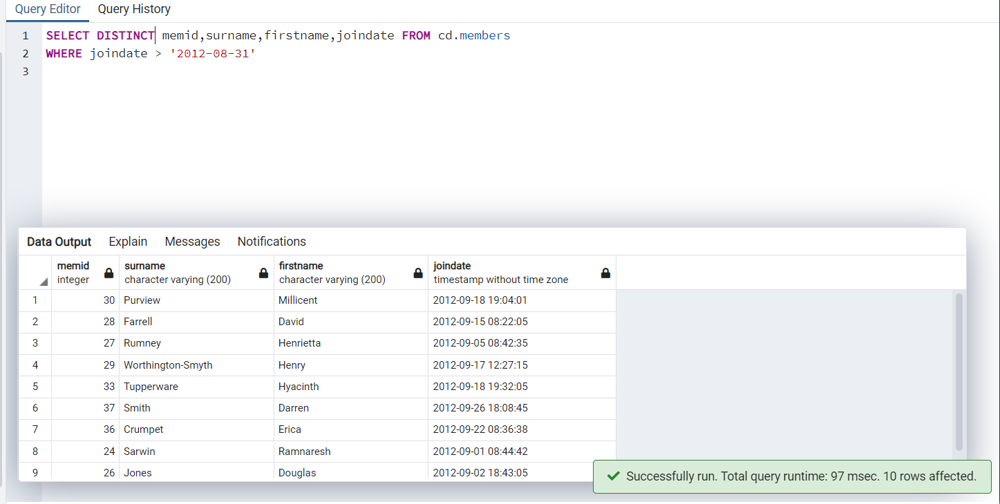 Query Editor Query History
1 SELECT DISTINCT memid,surname,firstname,joindate FROM cd.members
2 WHERE joindate > '2012-08-31'
3
Data Output Explain Messages Notifications
memid surname firstname joindate
integer character varying (200) character varying (200) timestamp without time zone
1 30 Purview Millicent 2012-09-18 19:04:01
2 28 Farrell David 2012-09-15 08:22:05
3 27 Rumney Henrietta 2012-09-05 08:42:35
4 29 Worthington-Smyth Henry 2012-09-17 12:27:15
5 33 Tupperware Hyacinth 2012-09-18 19:32:05
6 37 Smith Darren 2012-09-26 18:08:45
7 36 Crumpet Erica 2012-09-22 08:36:38
8 24 Sarwin Ramnaresh 2012-09-01 08:44:42
9 26 Jones Douglas 2012-09-02 18:43:05
Successfully run. Total query runtime: 97 msec. 10 rows affected.